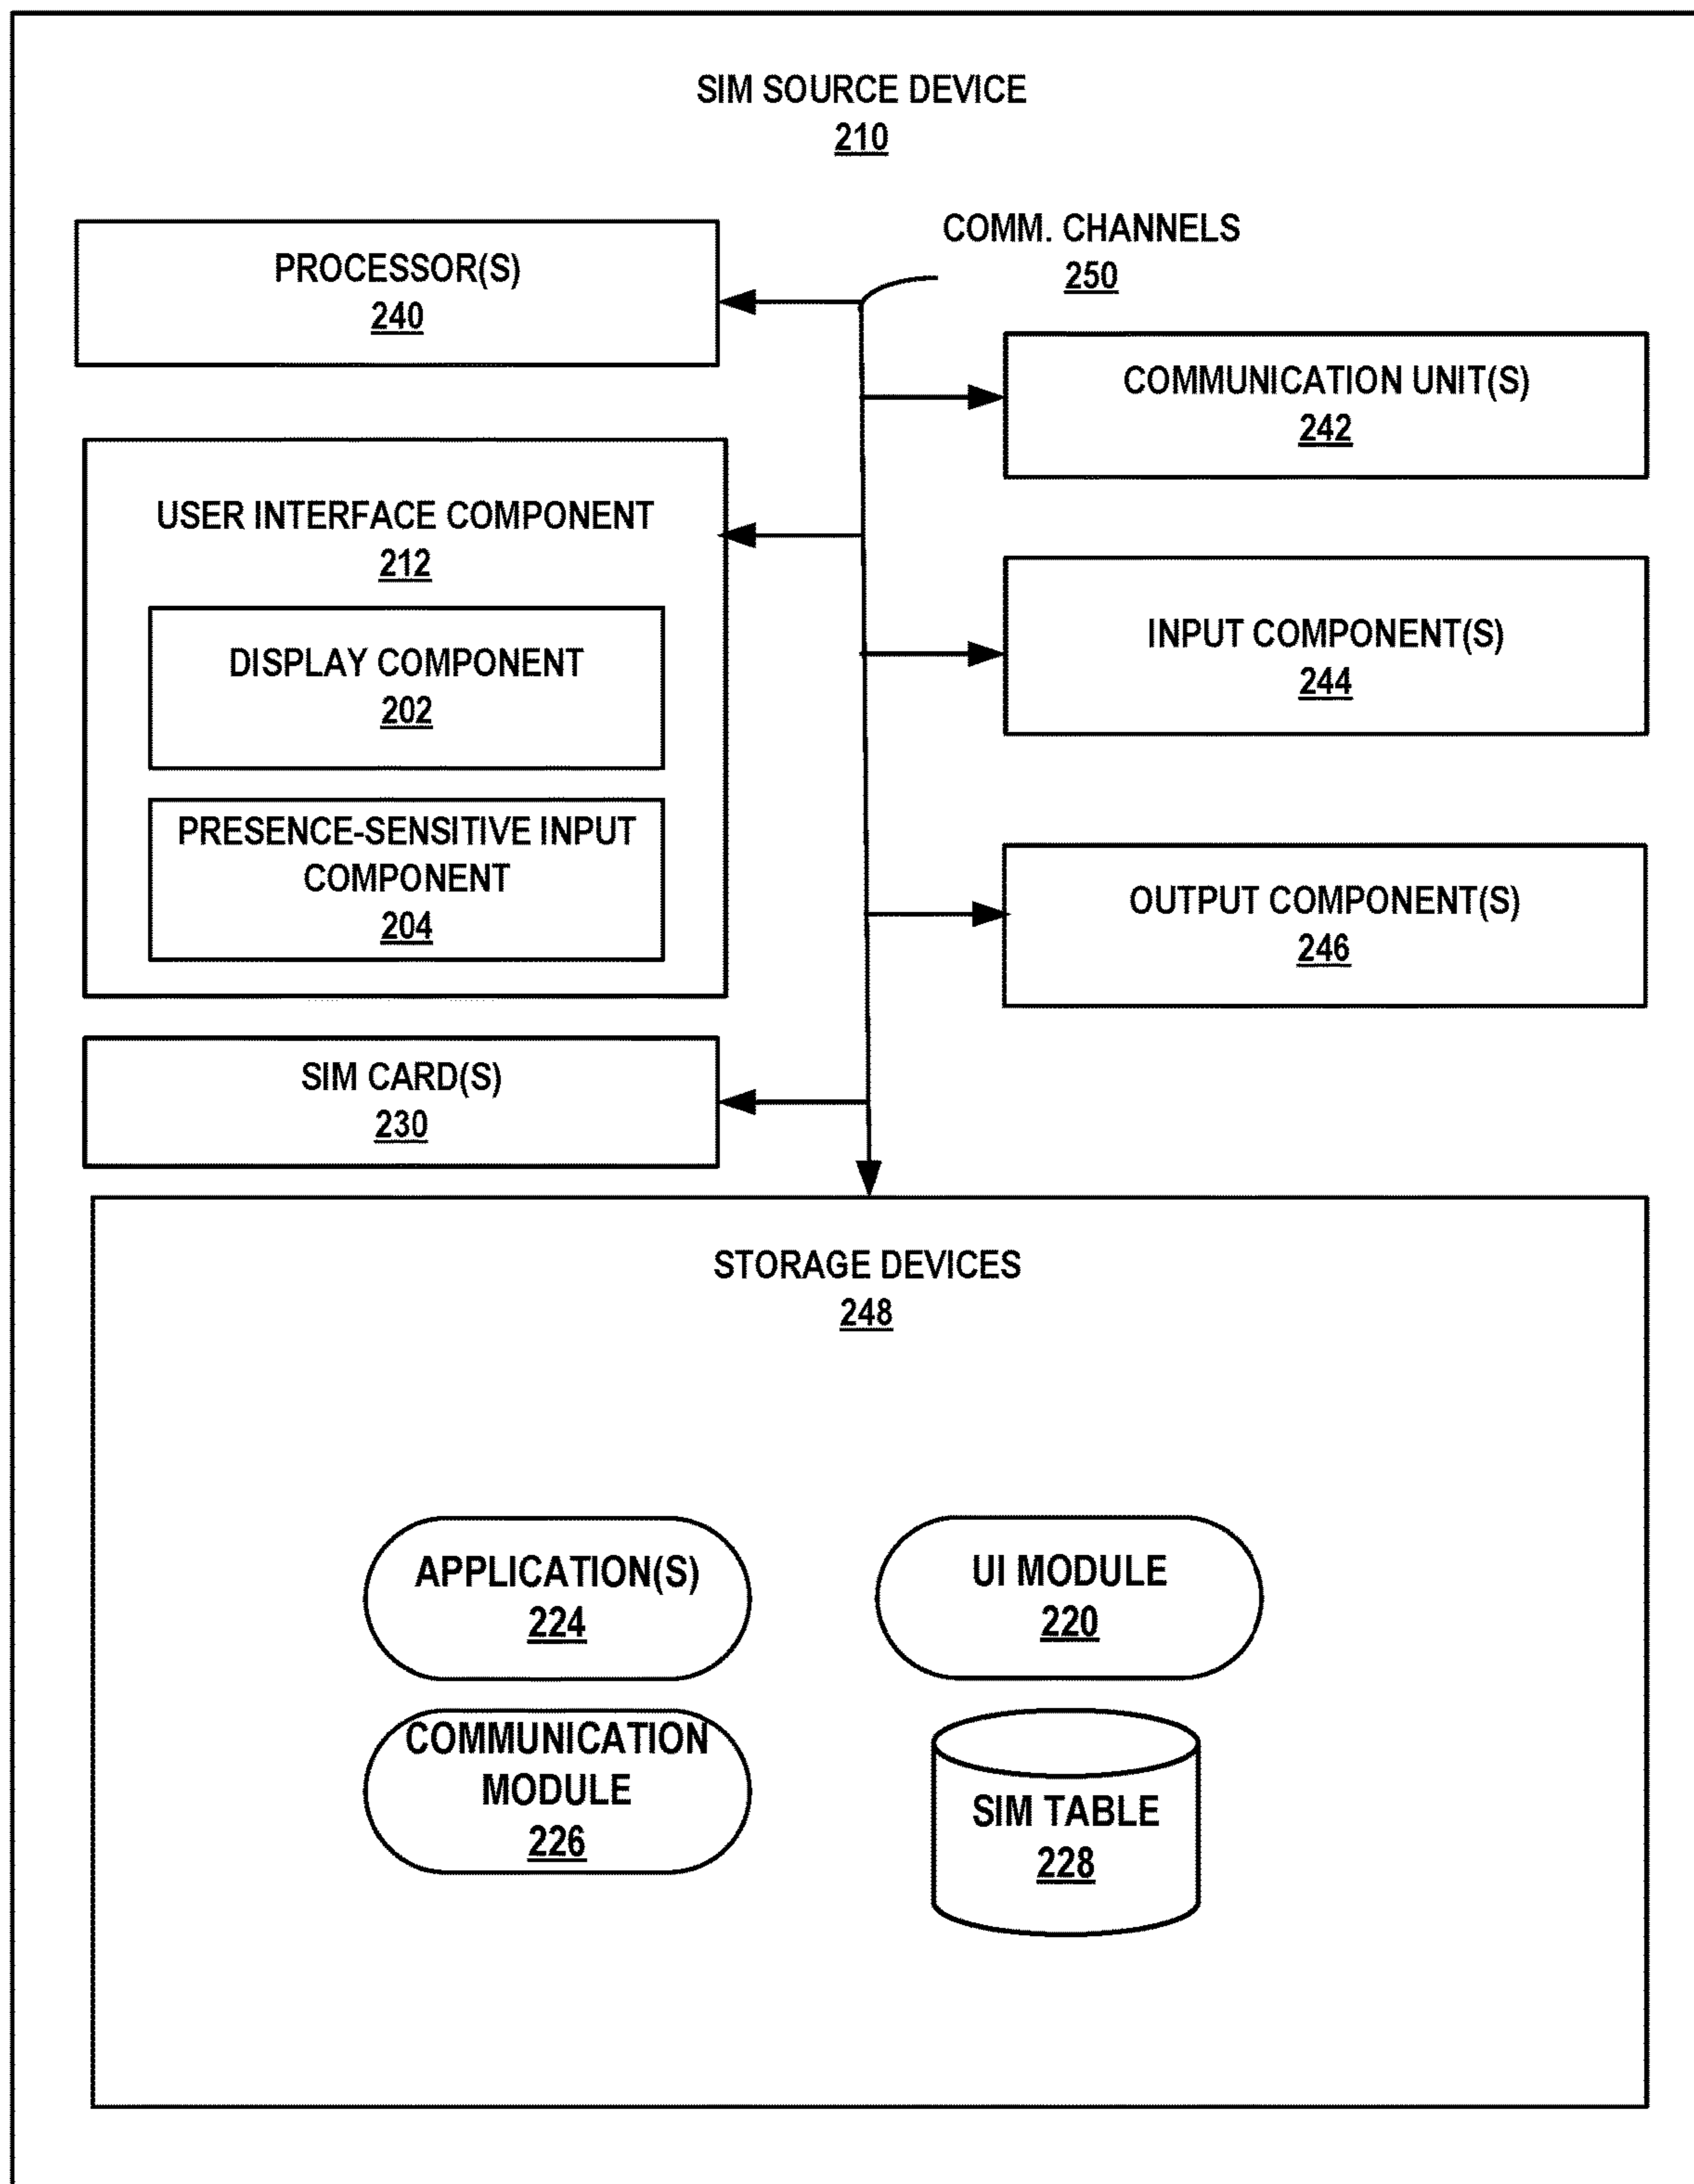 SIM SOURCE DEVICE
210
PROCESSOR(S)
240
COMM. CHANNELS
250
COMMUNICATION UNIT(S)
242
USER INTERFACE COMPONENT
212
DISPLAY COMPONENT
202
PRESENCE-SENSITIVE INPUT
COMPONENT
204
INPUT COMPONENT(S)
244
OUTPUT COMPONENT(S)
246
SIM CARD(S)
230
STORAGE DEVICES
248
APPLICATION(S)
224
UI MODULE
220
COMMUNICATION
MODULE
226
SIM TABLE
228